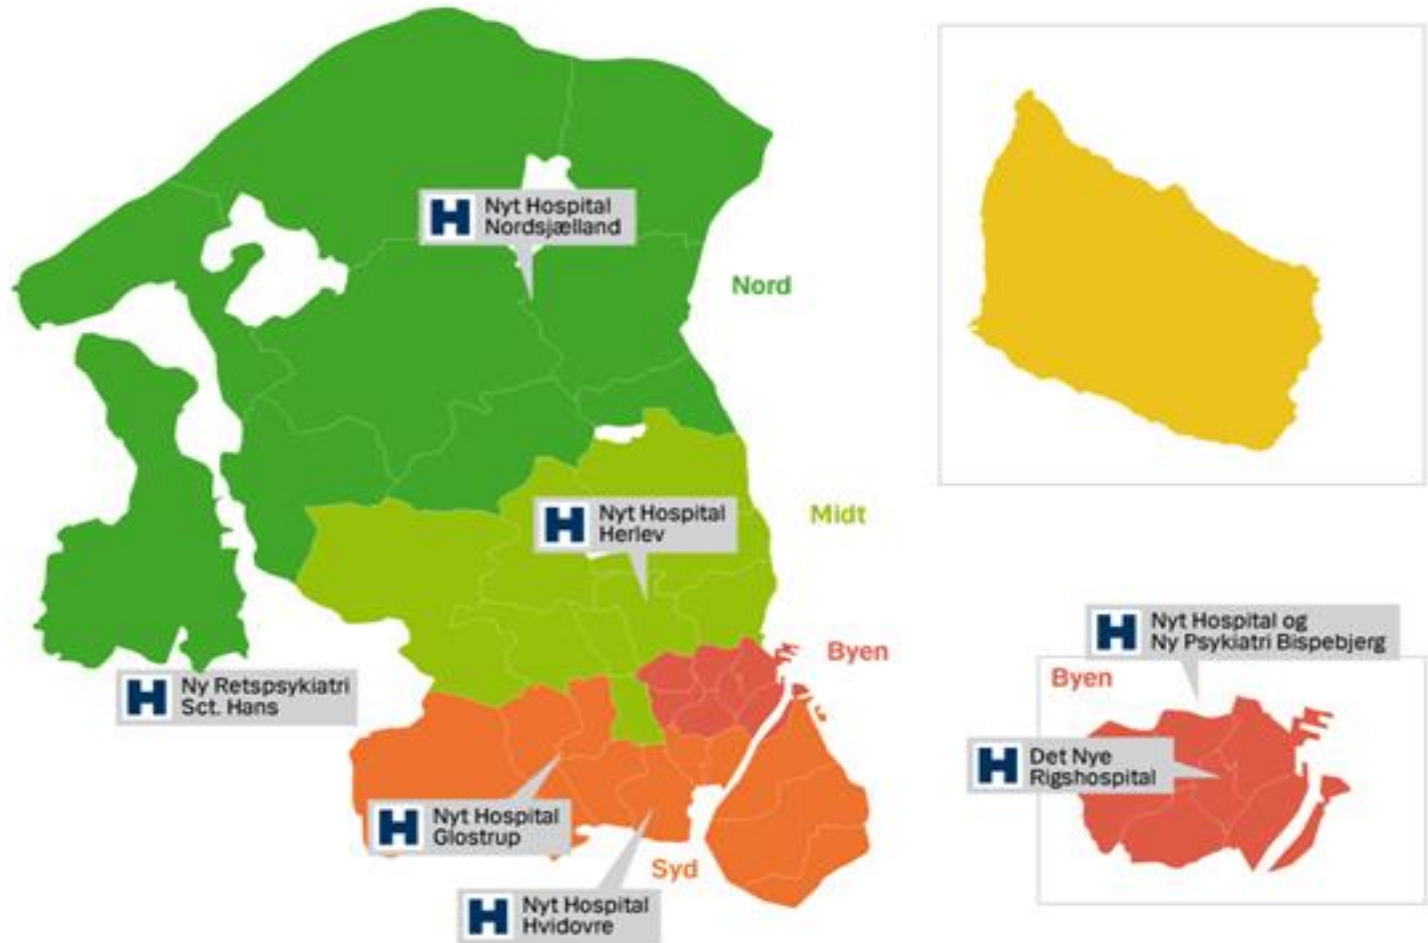 Nyt Hospital
Nordsjælland
Nord
Nyt Hospital
Herlev
Midt
Byen
Ny Retspsykiatri
Sct. Hans
Nyt Hospital
Glostrup
Syd
Nyt Hospital
Hvidovre
Nyt Hospital og
Ny Psykiatri Bispebjerg
Byen
Det Nye
Rigshospital